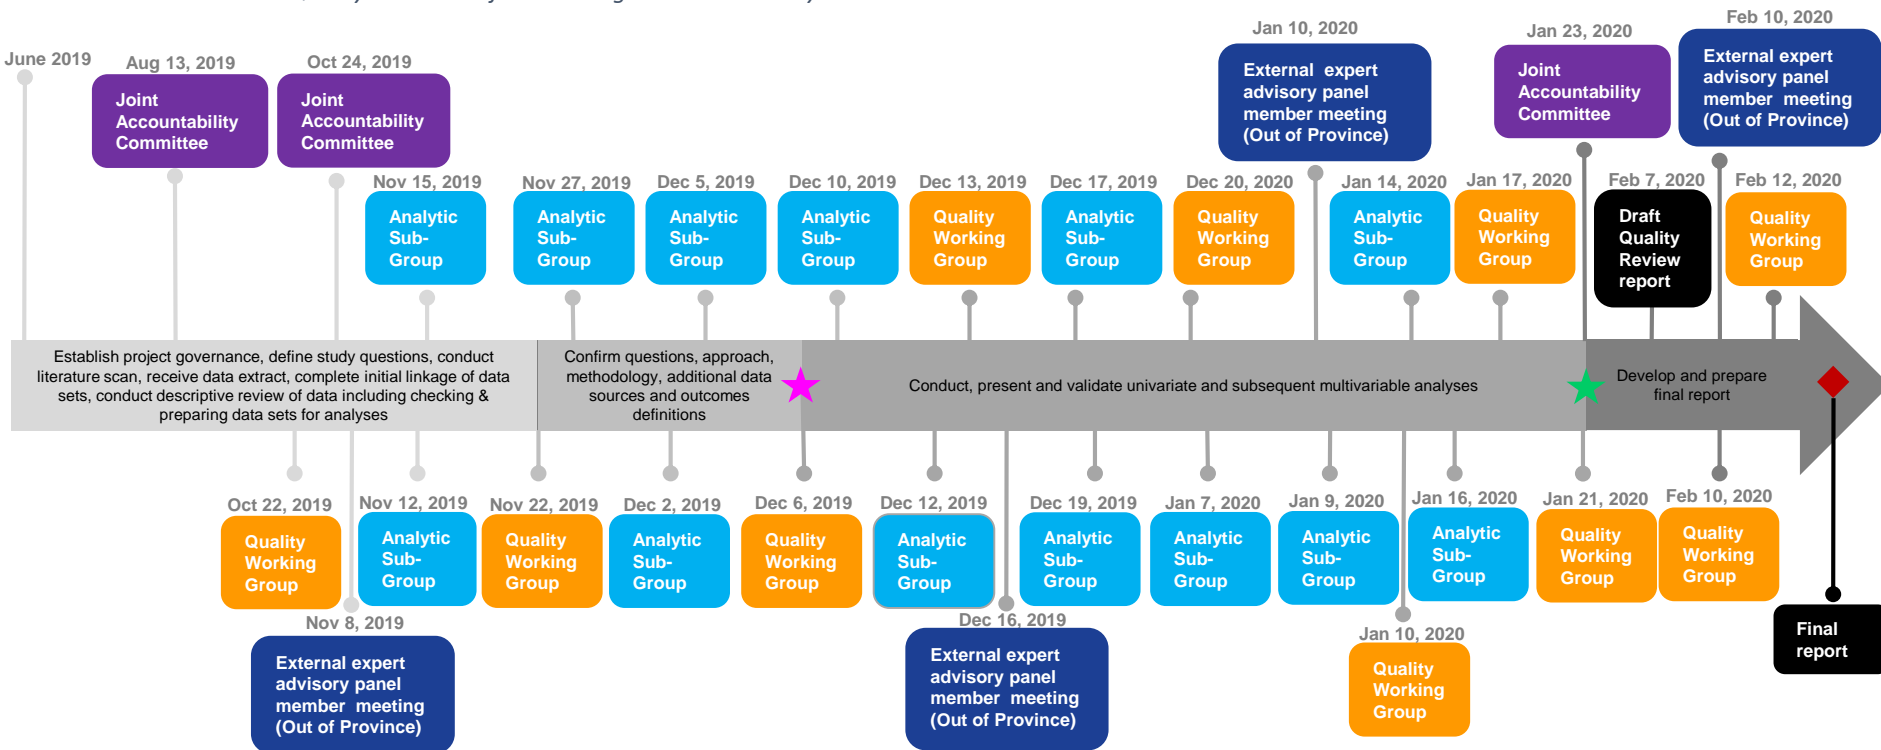 June 2019
Aug 13, 2019
Joint
Accountability
Committee
Oct 24, 2019
Joint
Accountability
Committee
Jan 10, 2020
External expert
advisory panel
member meeting
(Out of Province)
Jan 23, 2020
Joint
Accountability
Committee
Feb 10, 2020
External expert
advisory panel
member meeting
(Out of Province)
Nov 15, 2019
Analytic
Sub-
Group
Nov 27, 2019
Analytic
Sub-
Group
Dec 5, 2019
Analytic
Sub-
Group
Dec 10, 2019
Analytic
Sub-
Group
Dec 13, 2019
Quality
Working
Group
Dec 17, 2019
Analytic
Sub-
Group
Dec 20, 2020
Quality
Working
Group
Jan 14, 2020
Analytic
Sub-
Group
Jan 17, 2020
Quality
Working
Group
Feb 7, 2020
Draft
Quality
Review
report
Feb 12, 2020
Quality
Working
Group
Establish project governance, define study questions, conduct
literature scan, receive data extract, complete initial linkage of data
sets, conduct descriptive review of data including checking &
preparing data sets for analyses
Confirm questions, approach,
methodology, additional data
sources and outcomes
definitions
Conduct, present and validate univariate and subsequent multivariable analyses
Develop and prepare
final report
Oct 22, 2019
Quality
Working
Group
Nov 8, 2019
External expert
advisory panel
member meeting
(Out of Province)
Nov 12, 2019
Analytic
Sub-
Group
Nov 22, 2019
Quality
Working
Group
Dec 2, 2019
Analytic
Sub-
Group
Dec 6, 2019
Quality
Working
Group
Dec 12, 2019
Analytic
Sub-
Group
Dec 16, 2019
External expert
advisory panel
member meeting
(Out of Province)
Dec 19, 2019
Analytic
Sub-
Group
Jan 7, 2020
Analytic
Sub-
Group
Jan 9, 2020
Analytic
Sub-
Group
Jan 10, 2020
Quality
Working
Group
Jan 16, 2020
Analytic
Sub-
Group
Jan 21, 2020
Quality
Working
Group
Feb 10, 2020
Quality
Working
Group
Final
report